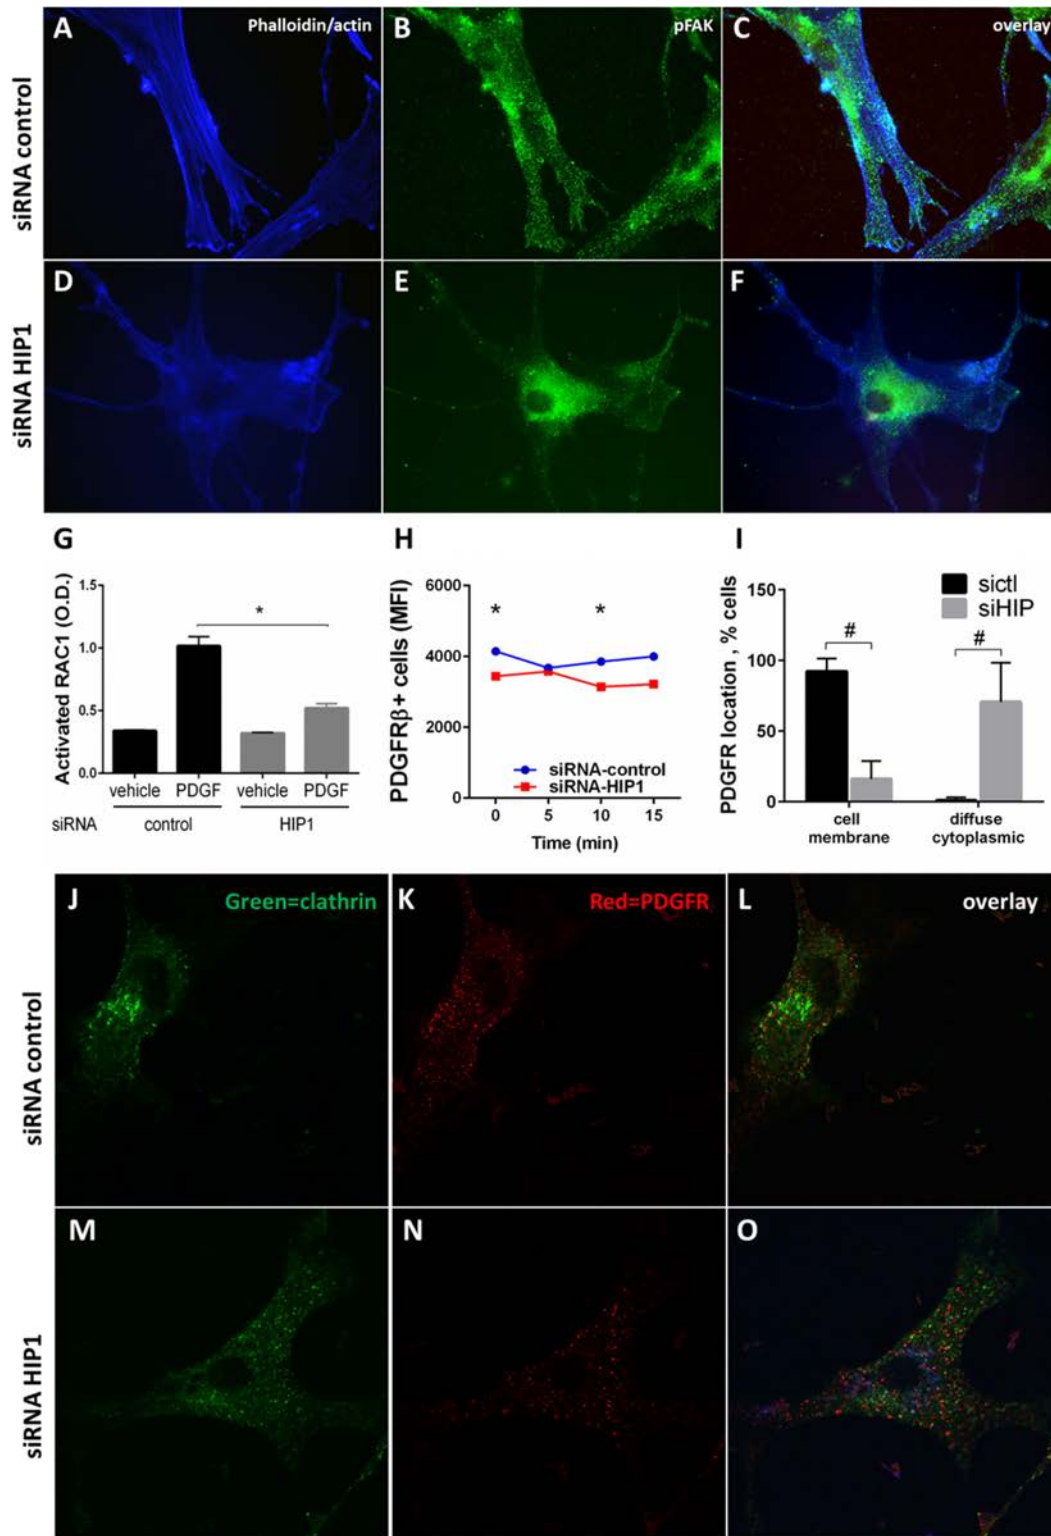 A Phalloidin/actin B pFAK C overlay
siRNA control
D E F
siRNA HIP1
G
Activated RAC1 (O.D.)
1.5
1.0
0.5
0.0
*
vehicle PDGF vehicle PDGF
siRNA control HIP1
H
PDGFRβ+ cells (MFI)
6000
4000
2000
0
* *
siRNA-control
siRNA-HIP1
0 5 10 15
Time (min)
I
PDGFR location , % cells
150
100
50
0
sictl
siHIP
# #
cell membrane
diffuse cytoplasmic
J Green=clathrin K Red=PDGFR L overlay
siRNA control
M N O
siRNA HIP1